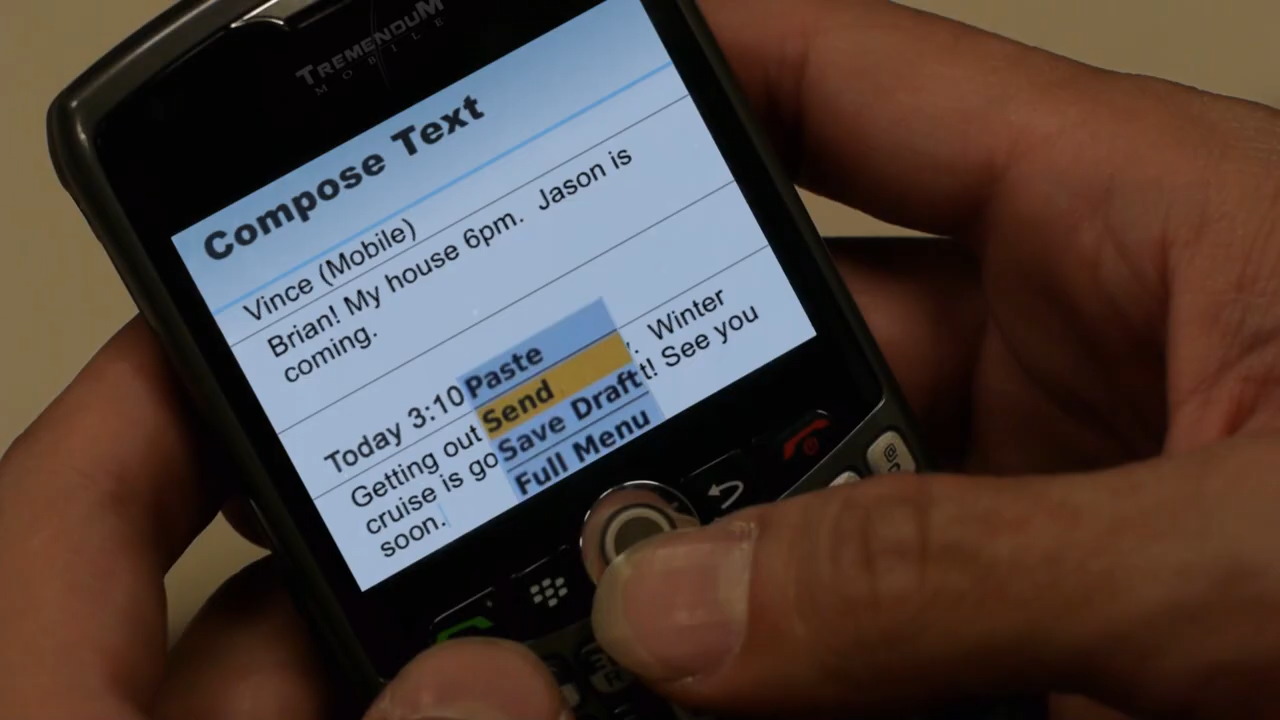 TREMENDUM
MOBILE
Compose Text
Vince (Mobile)
Brian! My house 6pm. Jason is
coming.
Today 3:10
Getting out . Winter
cruise is go t! See you
soon.
Paste
Send
Save Draft
Full Menu